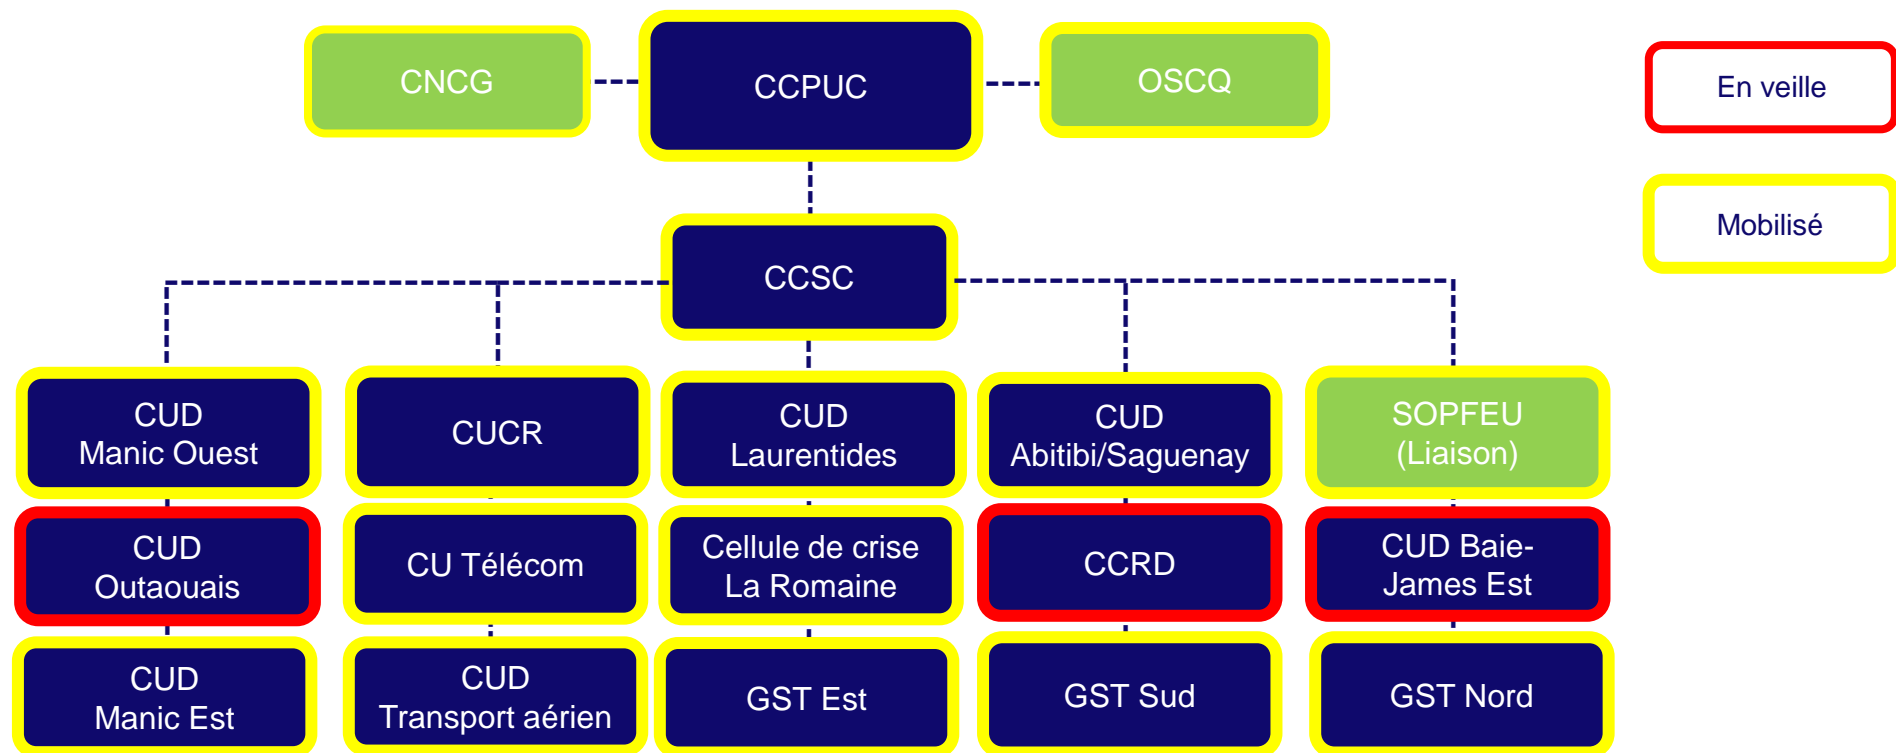 CNCG
CCPUC
OSCQ
En veille
Mobilisé
CCSC
CUD
Manic Ouest
CUCR
CUD
Laurentides
CUD
Abitibi/Saguenay
SOPFEU
(Liaison)
CUD
Outaouais
CU Télécom
Cellule de crise
La Romaine
CCRD
CUD Baie-
James Est
CUD
Manic Est
CUD
Transport aérien
GST Est
GST Sud
GST Nord